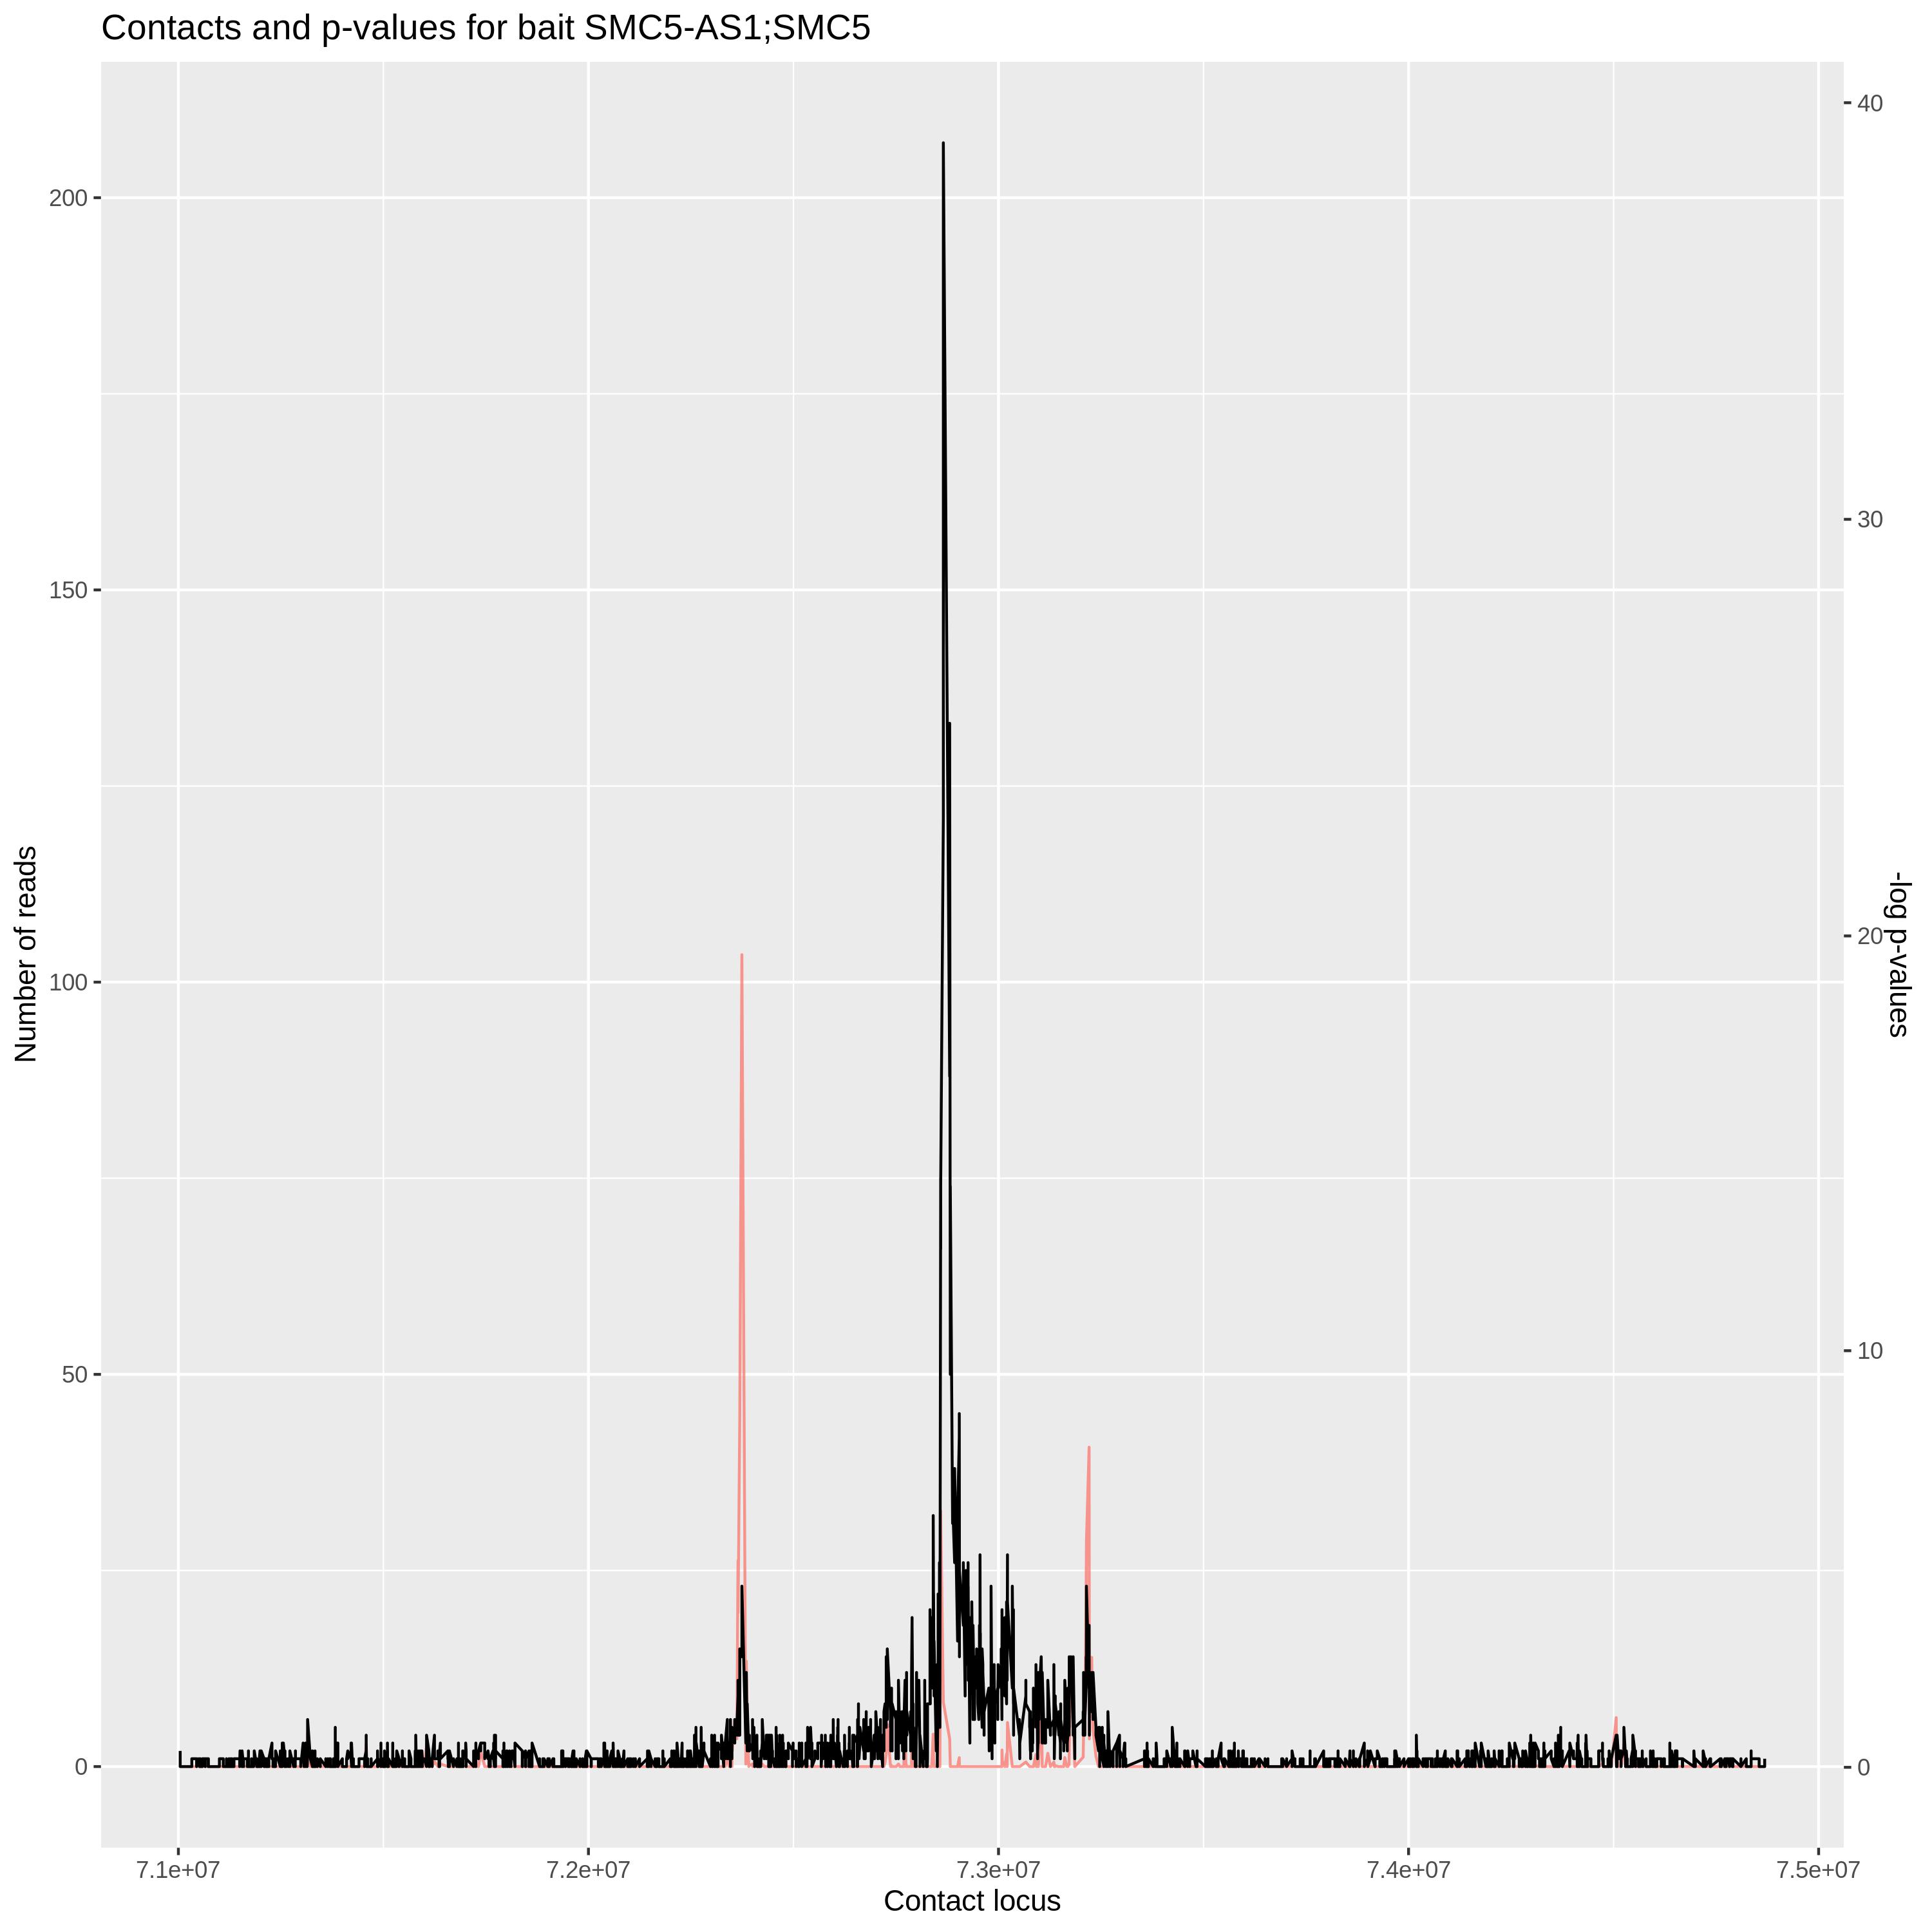 Contacts and p-values for bait SMC5-AS1;SMC5
200
150
100
50
0
Number of reads
40
30
20
10
0
-log p-values
7.1e+07 7.2e+07 7.3e+07 7.4e+07 7.5e+07
Contact locus